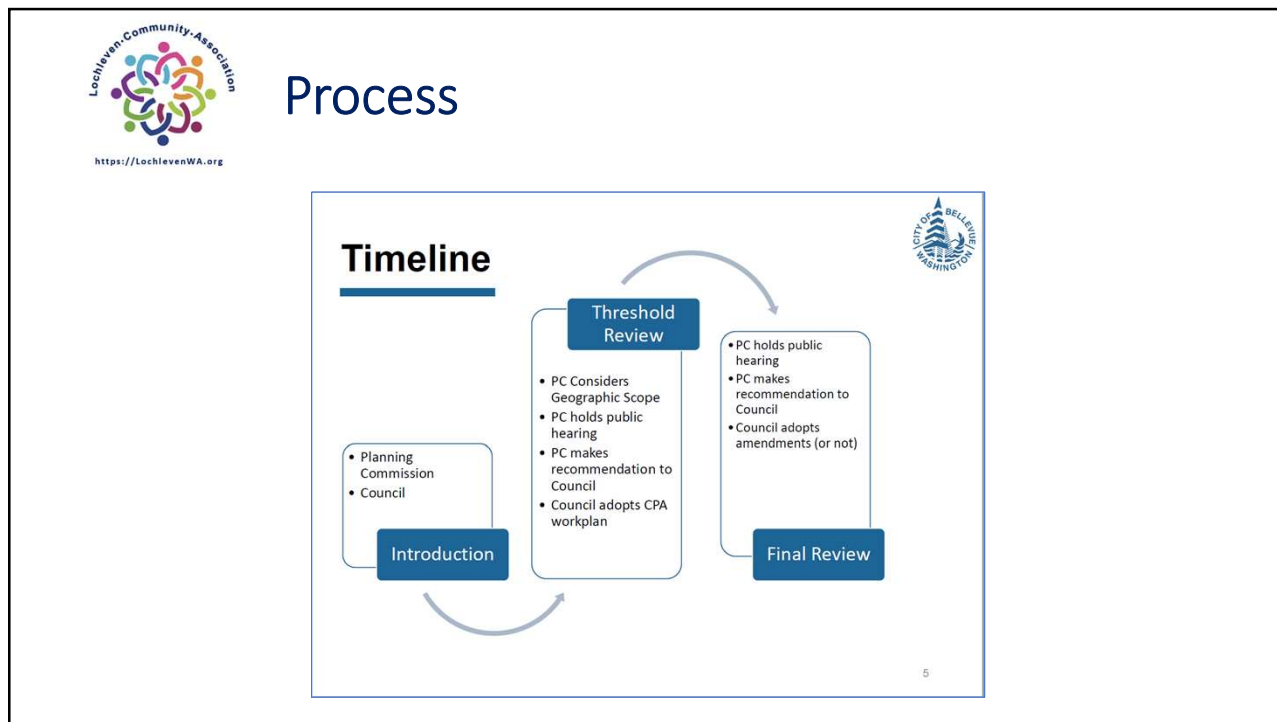 Lochleven-Community-Association
https://LochlevenWA.org
Process
CITY OF BELLEVUE
WASHINGTON
Timeline
• Planning
Commission
• Council
Introduction
Threshold
Review
• PC Considers
Geographic Scope
• PC holds public
hearing
• PC makes
recommendation to
Council
• Council adopts CPA
workplan
• PC holds public
hearing
• PC makes
recommendation to
Council
• Council adopts
amendments (or not)
Final Review
5